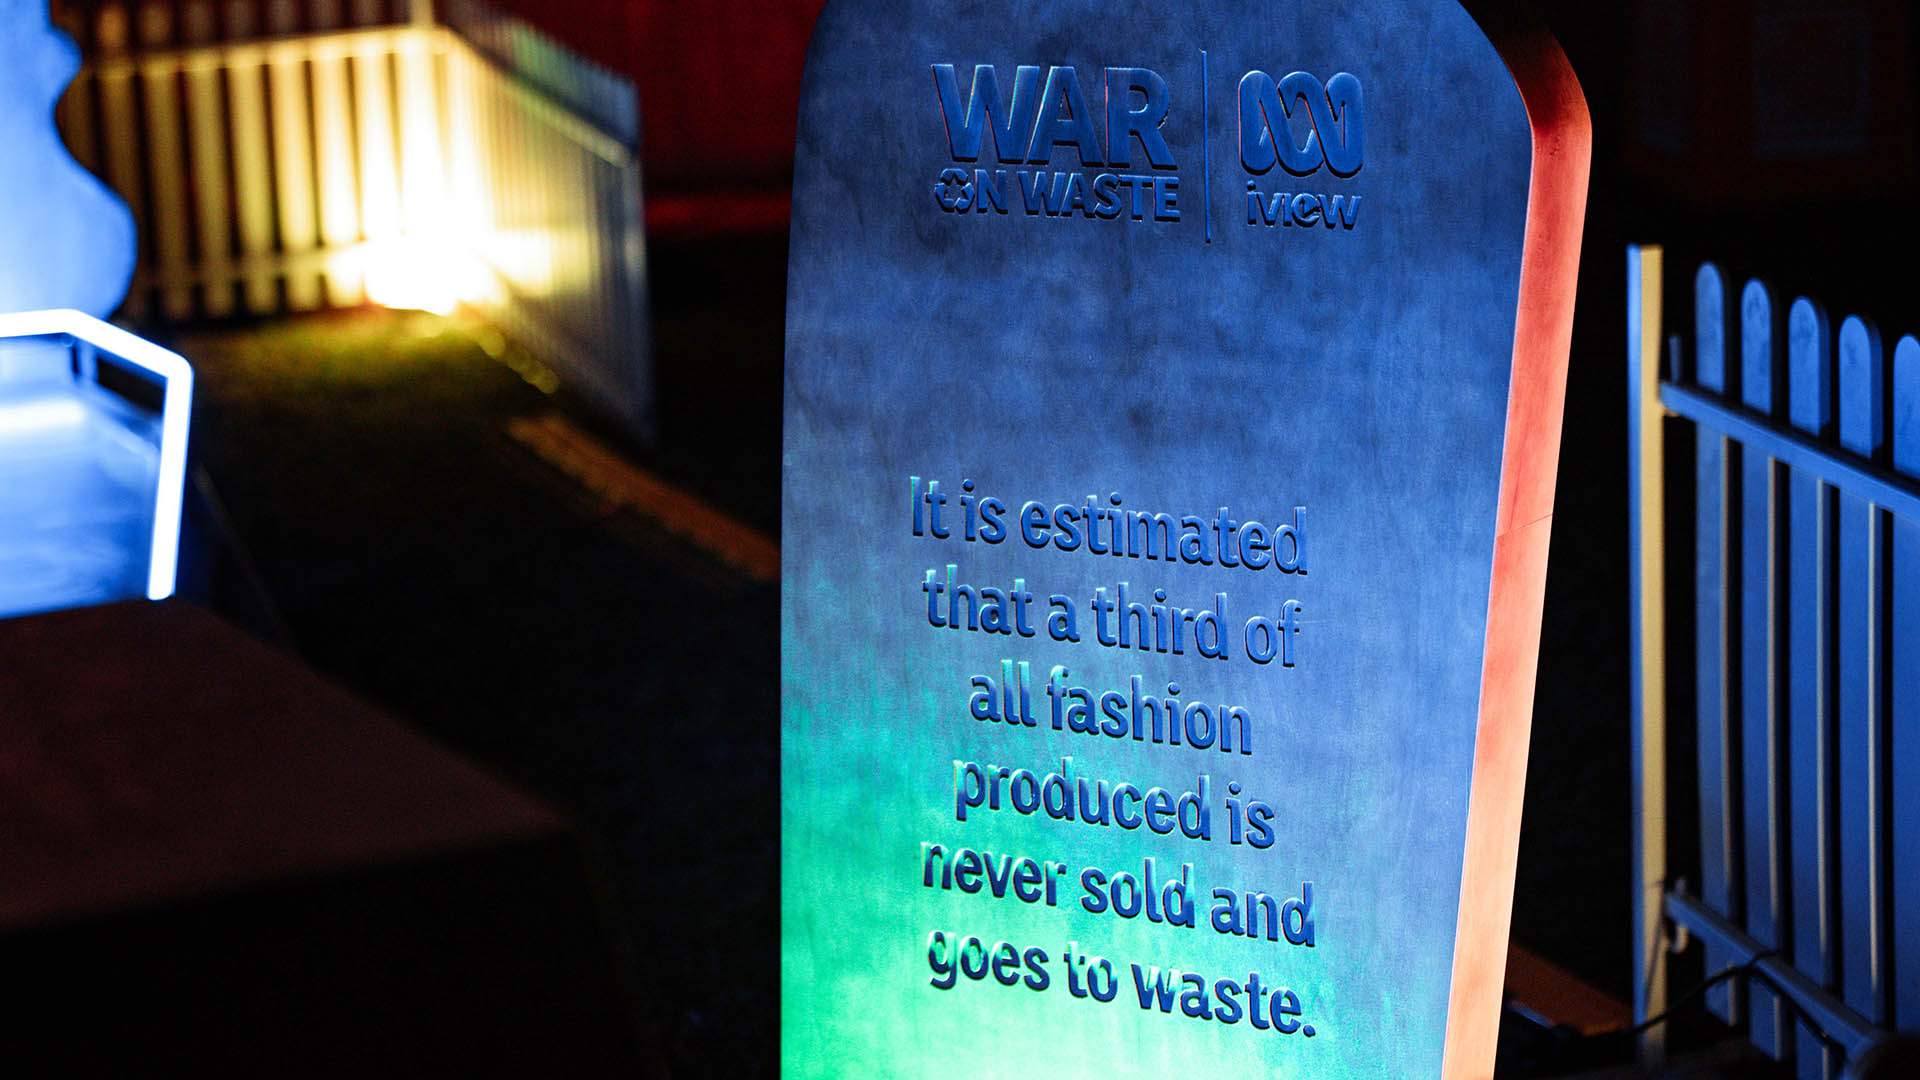 WAR
ON WASTE
iview
It is estimated
that a third of
all fashion
produced is
never sold and
goes to waste.